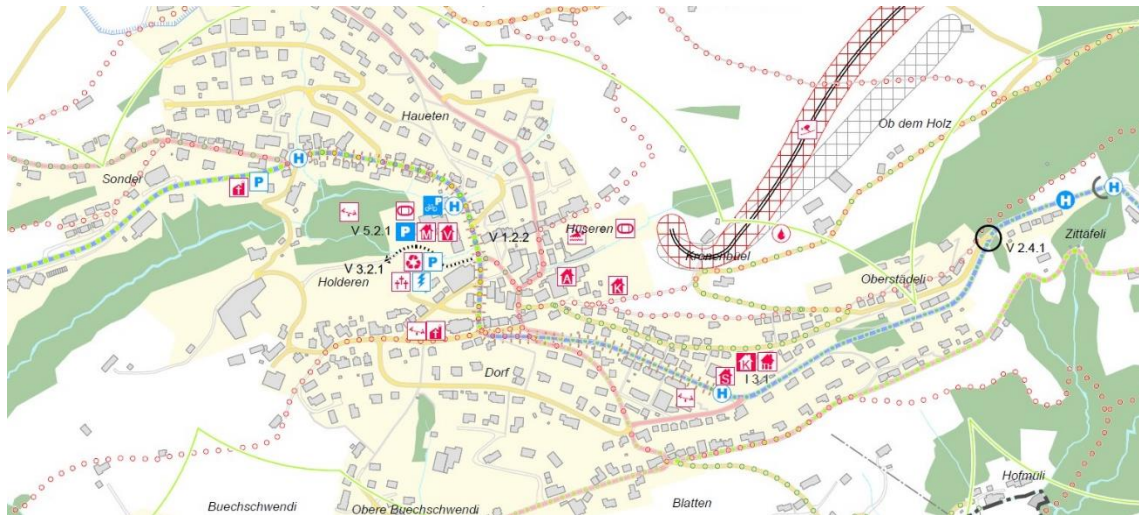 Haueten
Ob dem Holz
H
Sonder
P
H
H
H
V 5.2.1
P
M
V
V 1.2.2
Hüseren
Zittäfeli
V 2.4.1
V 3.2.1
P
Kronenbüel
Holderen
A
K
Oberstädeli
Dorf
K
S
I 3.1
H
Hofmüli
Buechschwendi
Obere Buechschwendi
Blatten